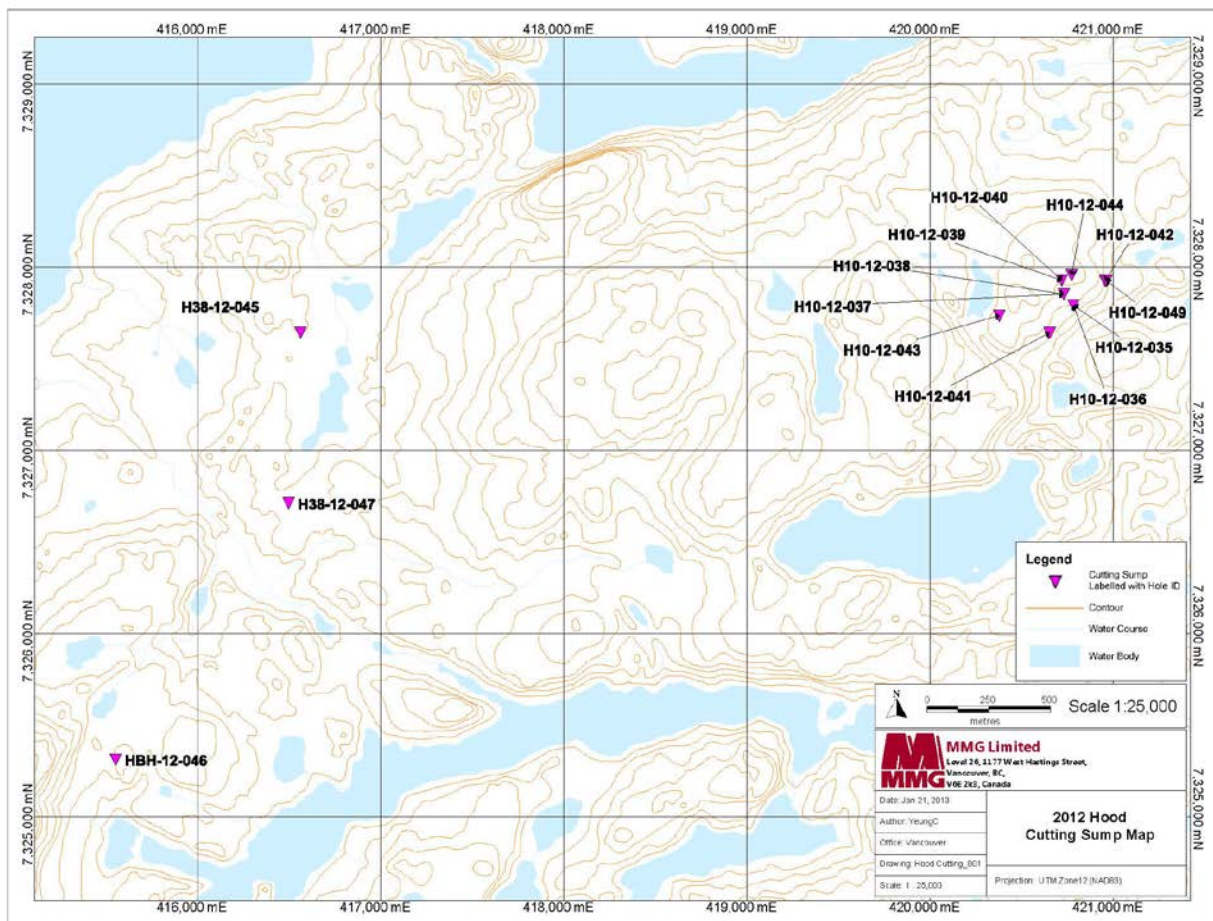 416,000 mE
417,000 mE
418,000 mE
419,000 mE
420,000 mE
421,000 mE
7,329,000 mN
7,329,000 mN
H10-12-040
H10-12-044
H10-12-039
H10-12-042
7,328,000 mN
7,328,000 mN
H10-12-038
H38-12-045
H10-12-037
H10-12-049
H10-12-043
H10-12-035
H10-12-041
H10-12-036
7,327,000 mN
7,327,000 mN
H38-12-047
Legend
Cutting Sump
Labelled with Hole ID
Contour
Water Course
Water Body
7,326,000 mN
7,326,000 mN
N
0 250 500
metres
Scale 1:25,000
HBH-12-046
MMG
MMG Limited
Level 26, 1177 West Hastings Street,
Vancouver, BC,
V6E 2k3, Canada
7,325,000 mN
7,325,000 mN
Date: Jan 21, 2013
Author: YeungC
Office: Vancouver
Drawing: Hood Cutting_001
Scale: 1 : 25,000
2012 Hood
Cutting Sump Map
Projection: UTM Zone12 (NAD83)
416,000 mE
417,000 mE
418,000 mE
419,000 mE
420,000 mE
421,000 mE